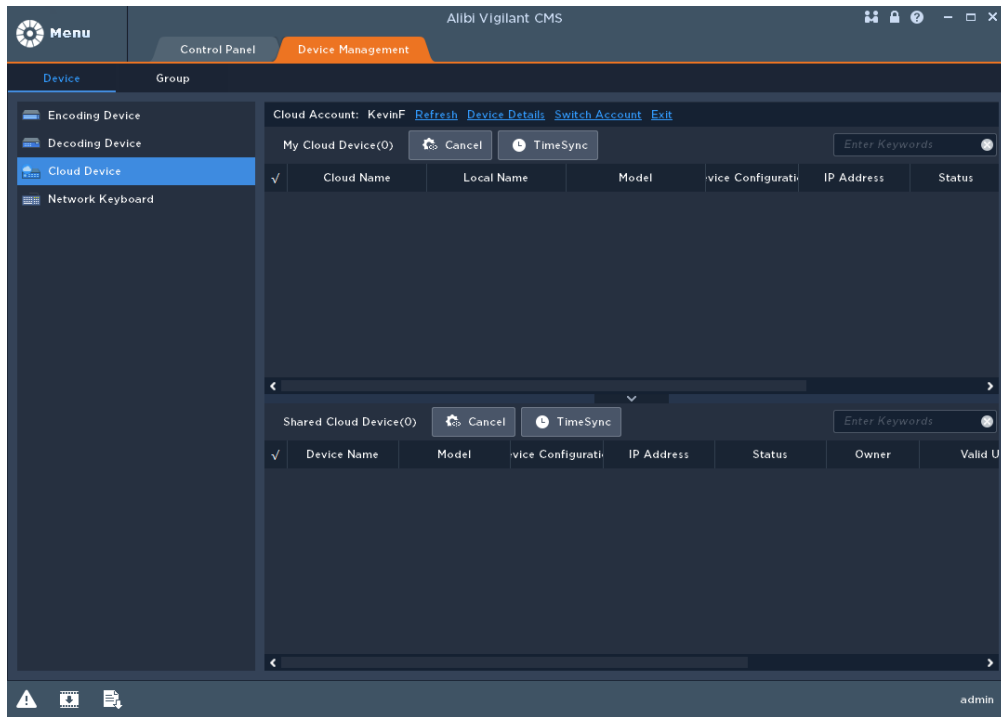 Alibi Vigilant CMS
Menu
Control Panel
Device Management
Device
Group
Encoding Device
Decoding Device
Cloud Device
Network Keyboard
Cloud Account: KevinF Refresh Device Details Switch Account Exit
My Cloud Device(0) Cancel TimeSync Enter Keywords
√ Cloud Name Local Name Model vice Configurati IP Address Status
Shared Cloud Device(0) Cancel TimeSync Enter Keywords
√ Device Name Model vice Configurati IP Address Status Owner Valid U
admin